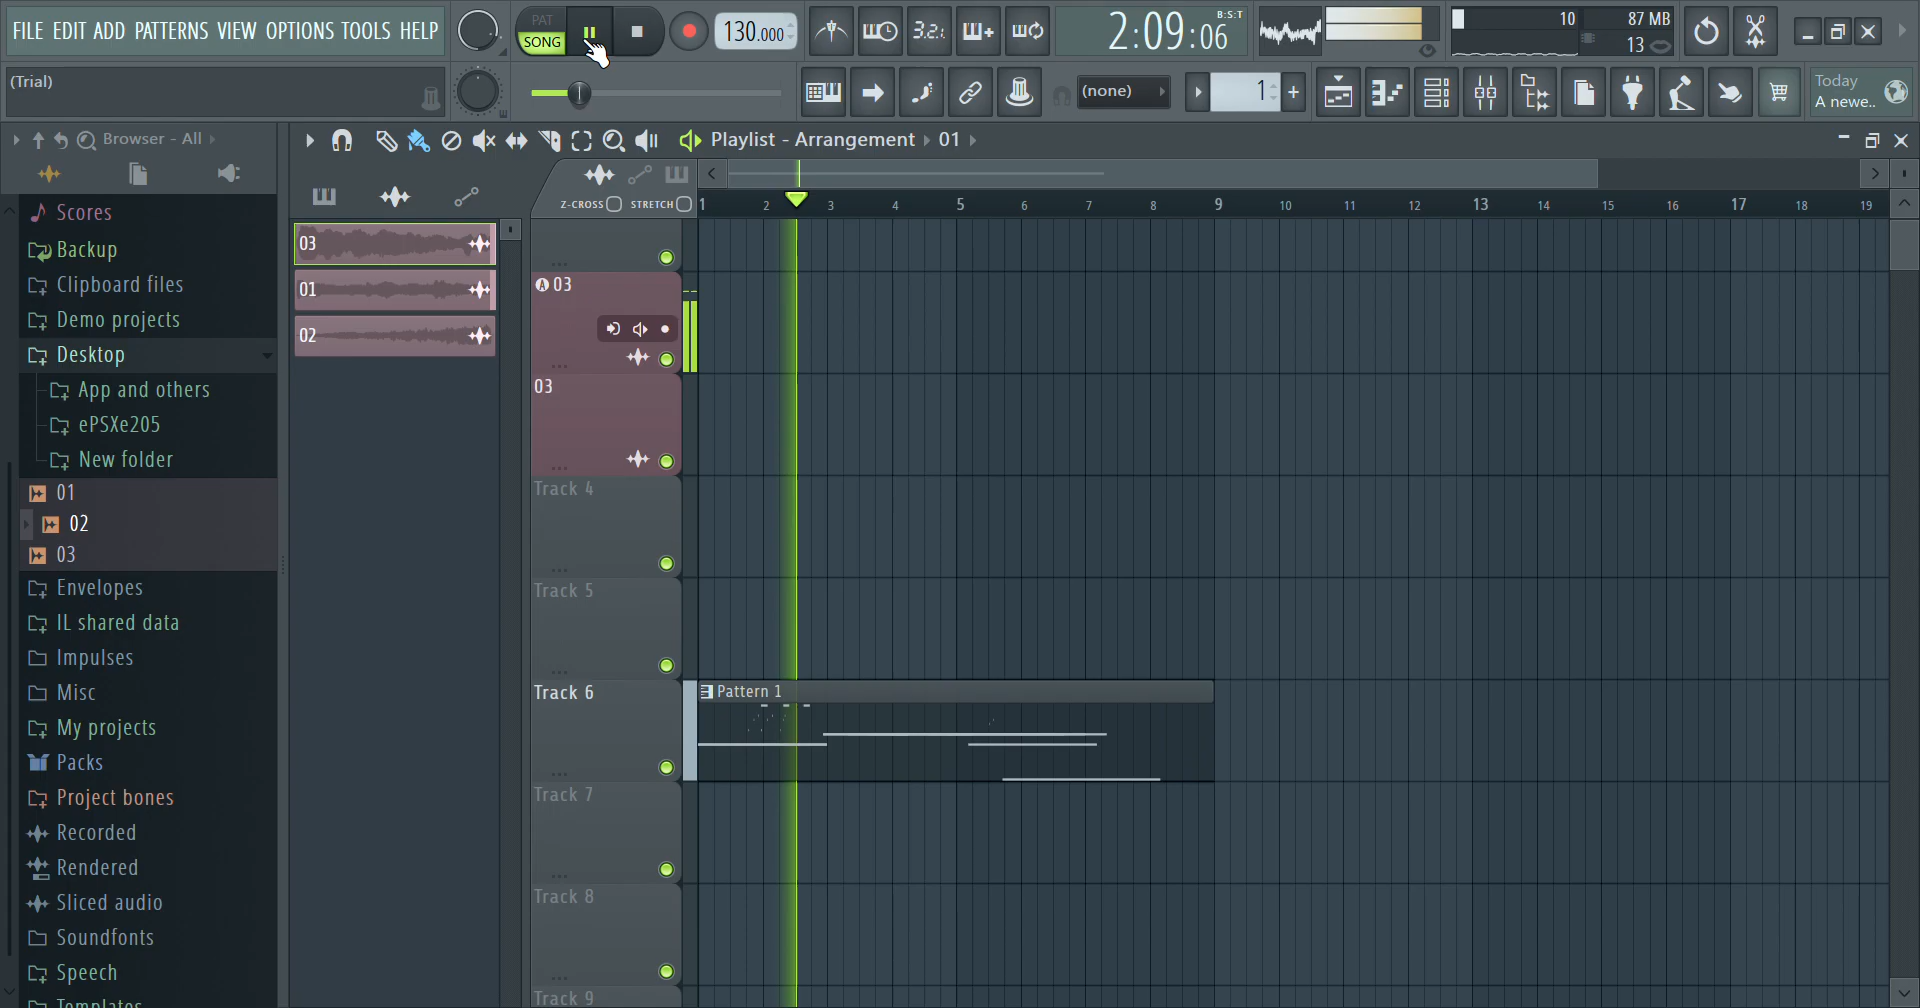 FILE EDIT ADD PATTERNS VIEW OPTIONS TOOLS HELP
PAT
SONG
130.000
3.2.1.
2:09:06
B:S:T
10
87 MB
13
(Trial)
(none)
1
Today
A newe..
Browser - All
Playlist - Arrangement
01
Z-CROSS
STRETCH
1 2 3 4 5 6 7 8 9 10 11 12 13 14 15 16 17 18 19
Scores
Backup
Clipboard files
Demo projects
Desktop
App and others
ePSXe205
New folder
01
02
03
Envelopes
IL shared data
Impulses
Misc
My projects
Packs
Project bones
Recorded
Rendered
Sliced audio
Soundfonts
Speech
Templates
03
01
02
A 03
03
Track 4
Track 5
Track 6
Pattern 1
Track 7
Track 8
Track 9